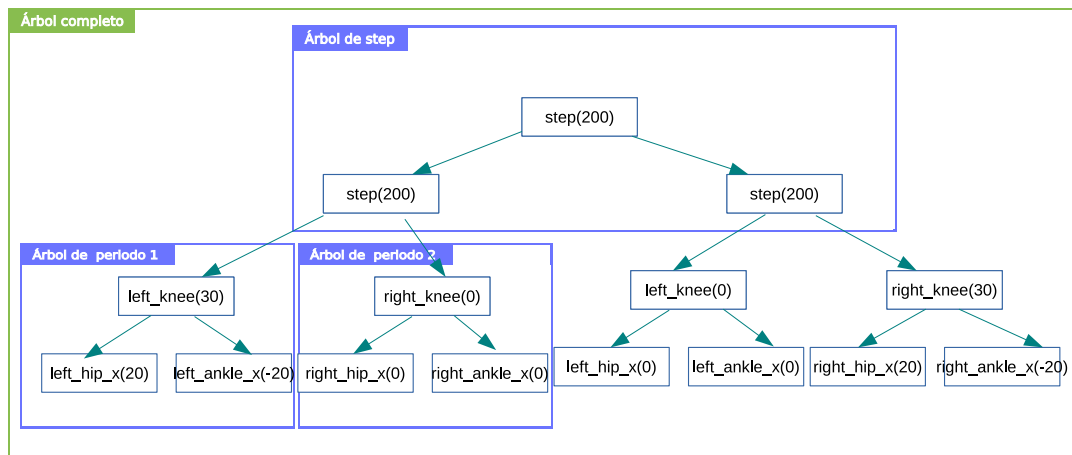 Árbol completo
Árbol de step
step(200)
step(200)
step(200)
Árbol de periodo 1
Árbol de periodo 2
left_knee(30)
right_knee(0)
left_knee(0)
right_knee(30)
left_hip_x(20)
left_ankle_x(-20)
right_hip_x(0)
right_ankle_x(0)
left_hip_x(0)
left_ankle_x(0)
right_hip_x(20)
right_ankle_x(-20)